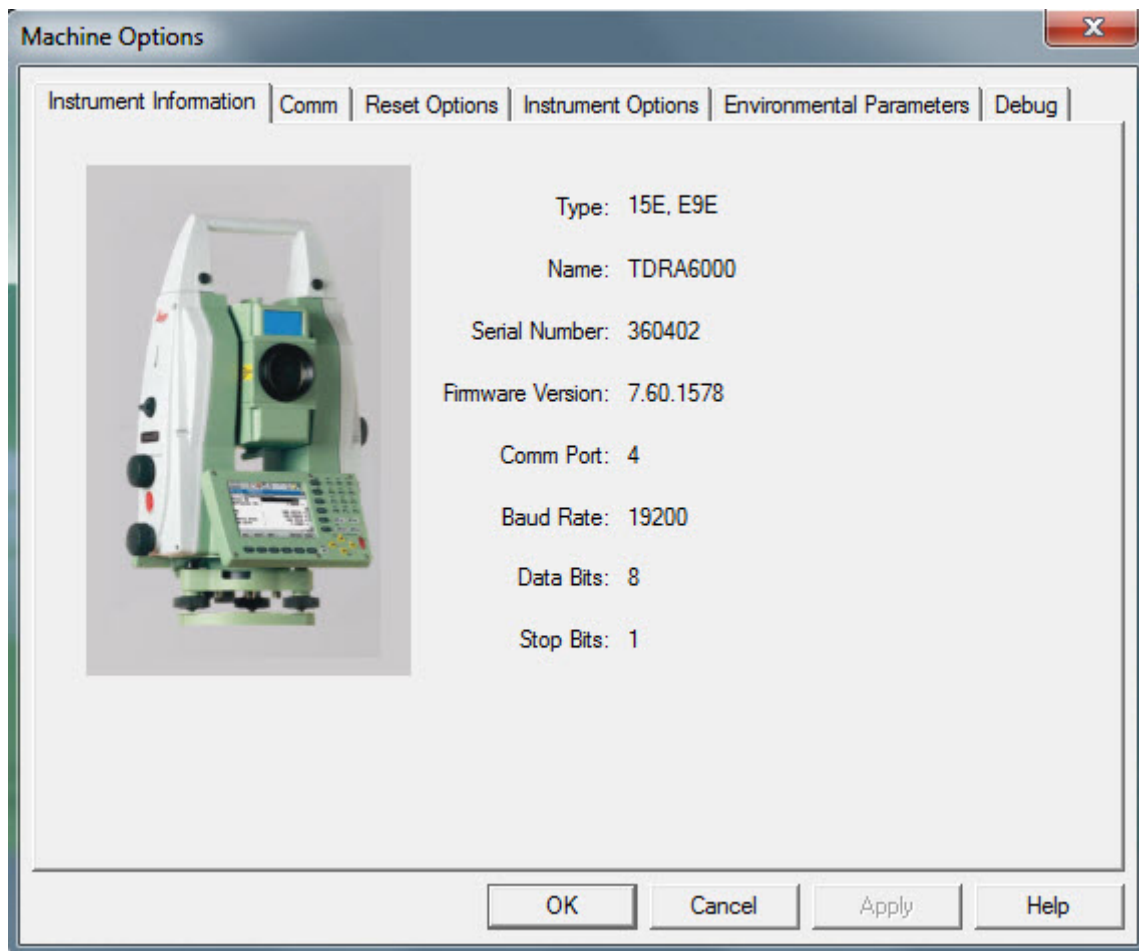 Machine Options
Instrument Information Comm Reset Options Instrument Options Environmental Parameters Debug
Type: 15E, E9E
Name: TDRA6000
Serial Number: 360402
Firmware Version: 7.60.1578
Comm Port: 4
Baud Rate: 19200
Data Bits: 8
Stop Bits: 1
OK Cancel Apply Help